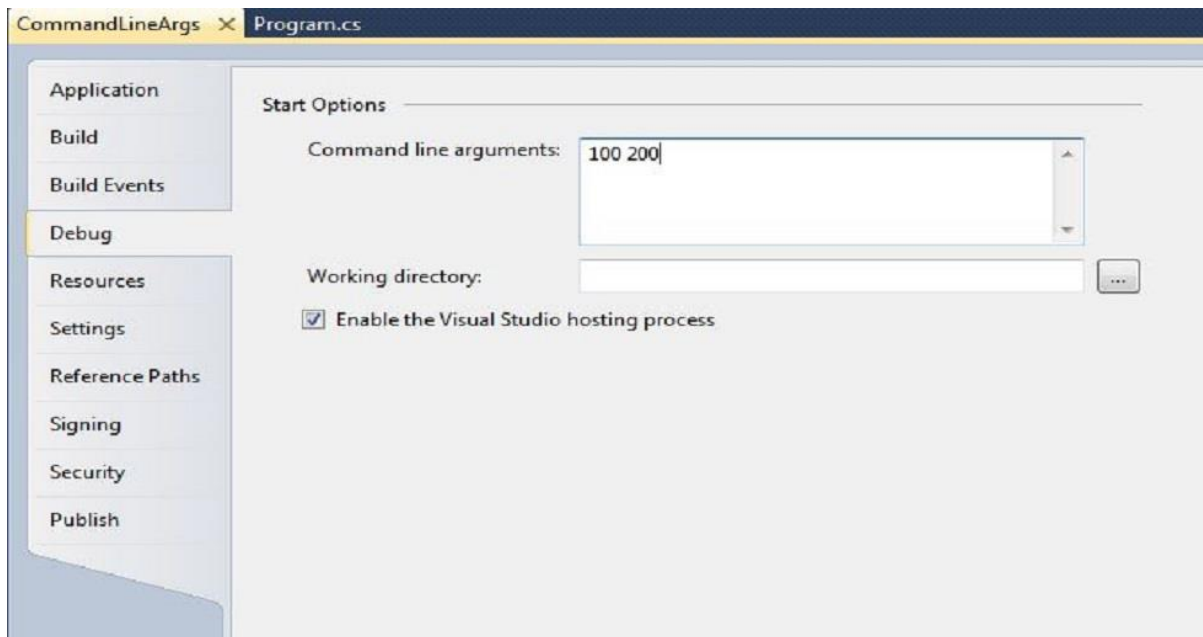 CommandLineArgs Program.cs
Application
Build
Build Events
Debug
Resources
Settings
Reference Paths
Signing
Security
Publish
Start Options
Command line arguments: 100 200
Working directory: ...
Enable the Visual Studio hosting process